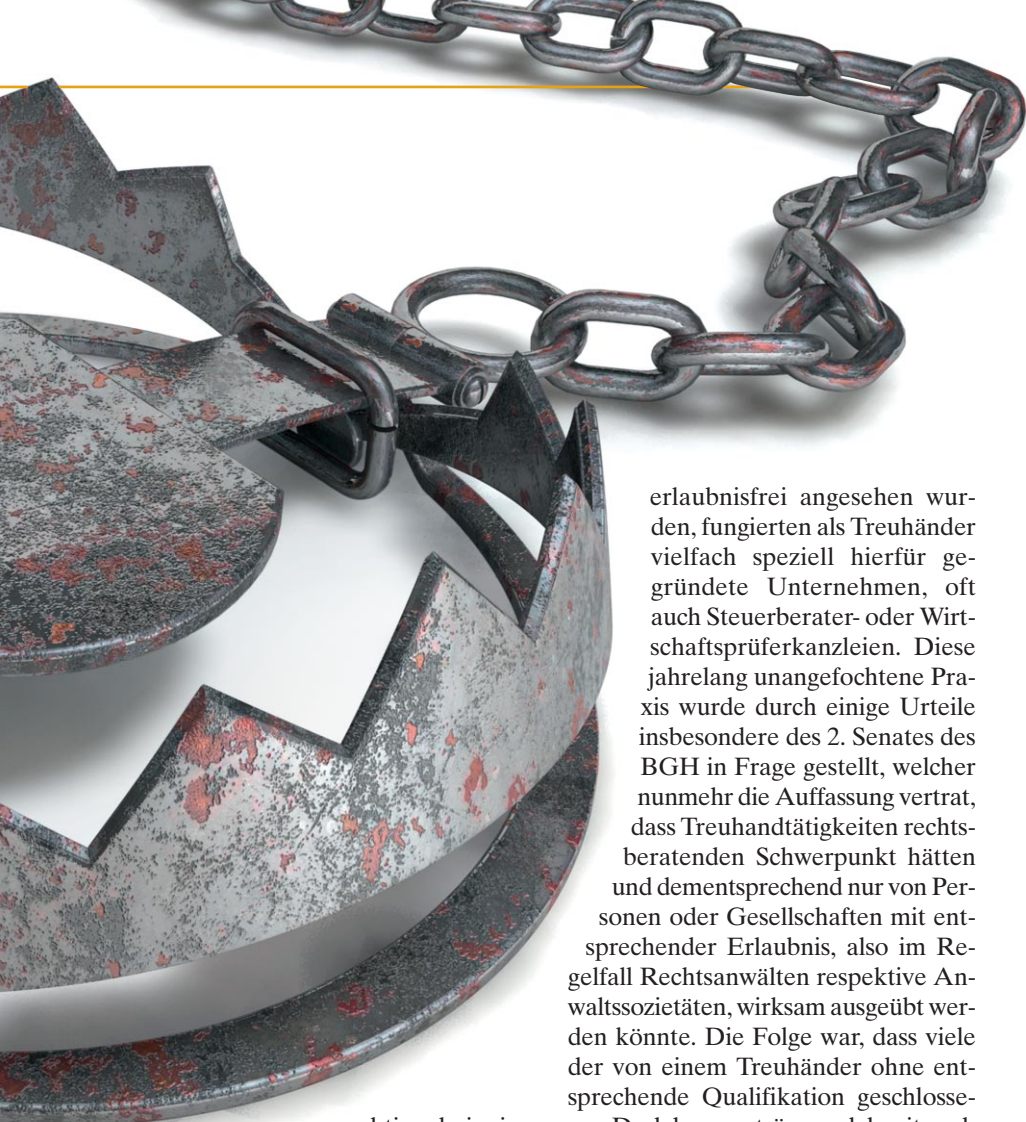 erlaubnisfrei angesehen wur-
den, fungierten als Treuhänder
vielfach speziell hierfür ge-
gründete Unternehmen, oft
auch Steuerberater- oder Wirt-
schaftsprüferkanzleien. Diese
jahrelang unangefochtene Pra-
xis wurde durch einige Urteile
insbesondere des 2. Senates des
BGH in Frage gestellt, welcher
nunmehr die Auffassung vertrat,
dass Treuhandtätigkeiten rechts-
beratenden Schwerpunkt hätten
und dementsprechend nur von Per-
sonen oder Gesellschaften mit ent-
sprechender Erlaubnis, also im Re-
gelfall Rechtsanwälten respektive An-
waltssozietäten, wirksam ausgeübt wer-
den könnte. Die Folge war, dass viele
der von einem Treuhänder ohne ent-
sprechende Qualifikation geschlosse-